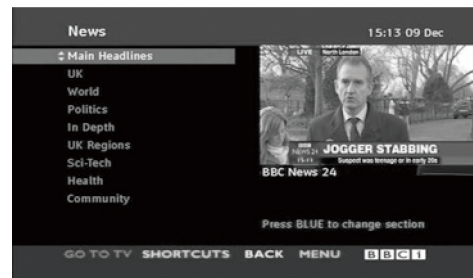 News
15:13 09 Dec
Main Headlines
UK
World
Politics
In Depth
UK Regions
Sci-Tech
Health
Community
LIVE North London
NEWS 24 JOGGER STABBING
15:13 Suspect was teenage or in early 20s
BBC News 24
Press BLUE to change section
GO TO TV SHORTCUTS BACK MENU BBC 1